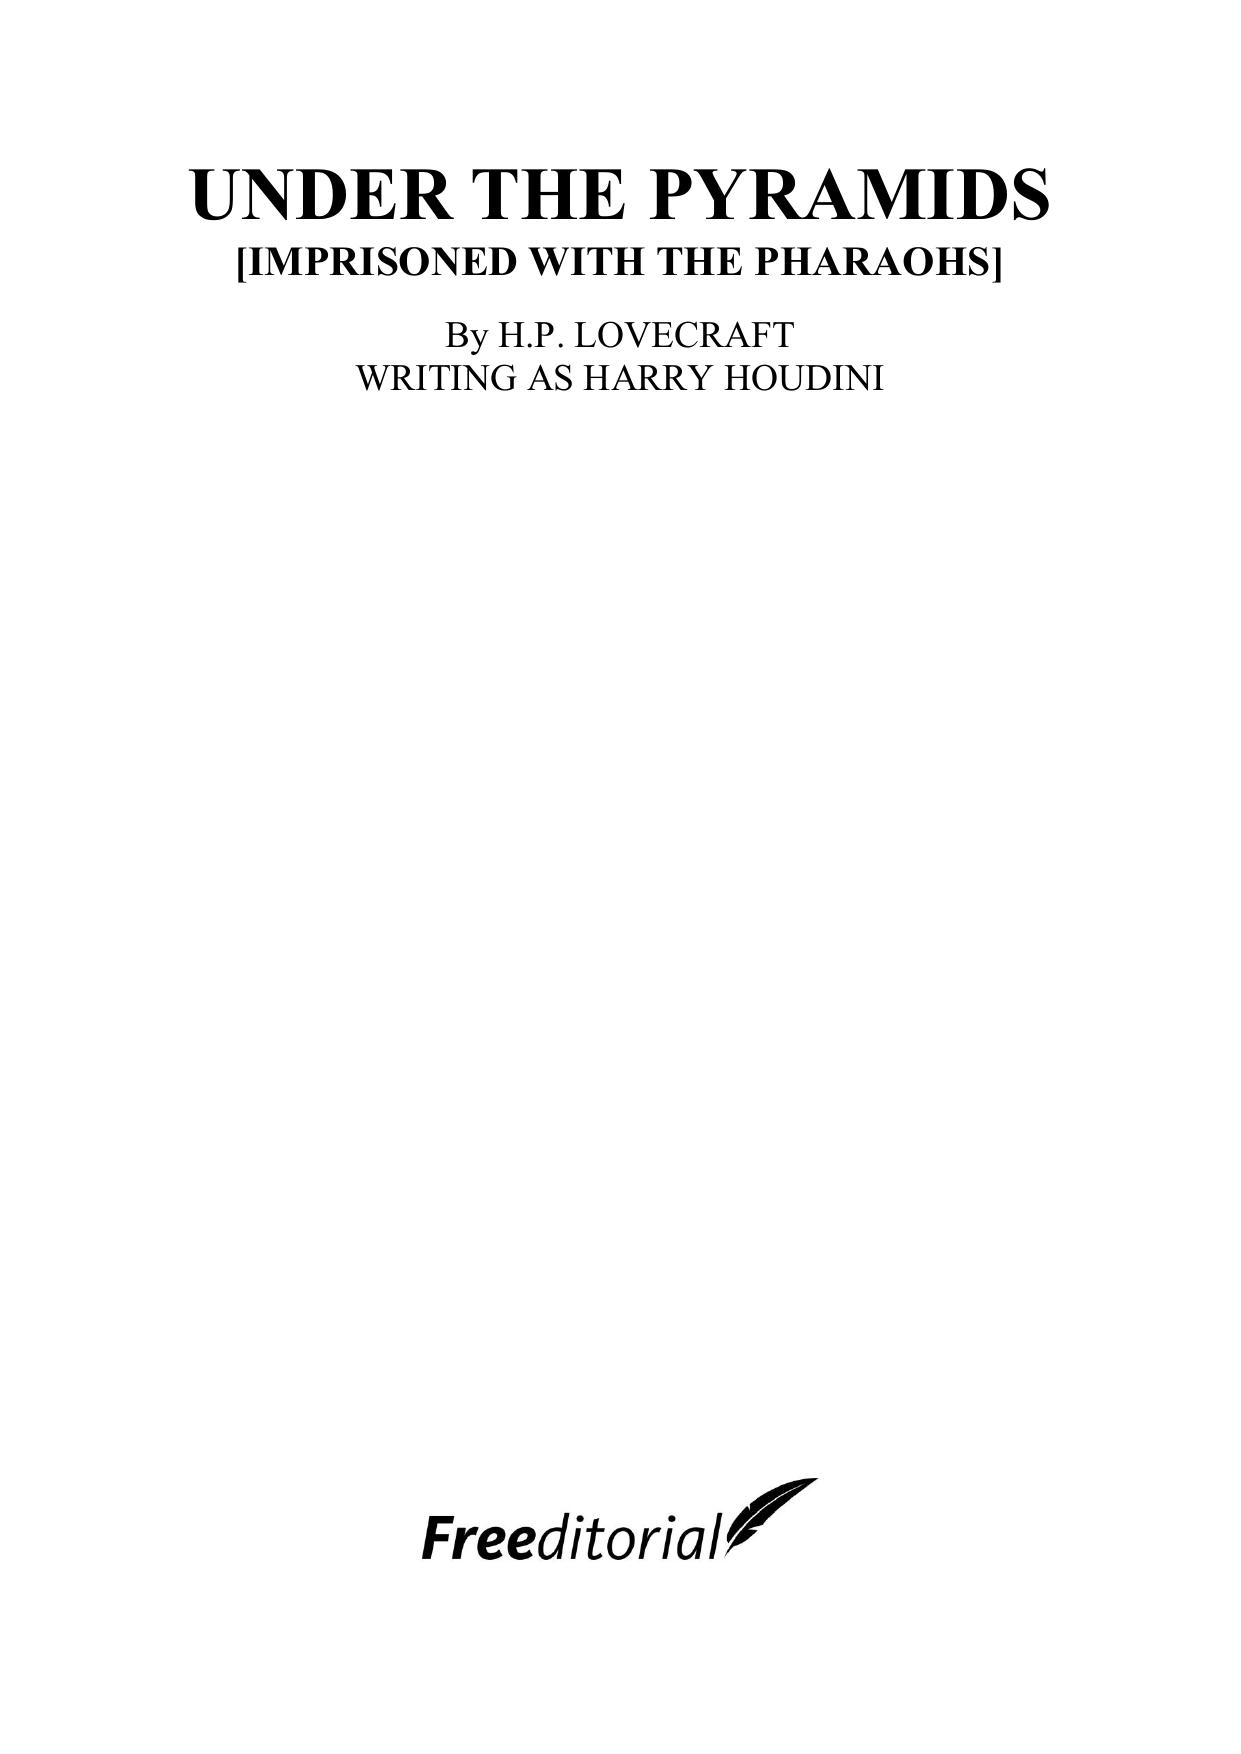 UNDER THE PYRAMIDS
[IMPRISONED WITH THE PHARAOHS]
By H.P. LOVECRAFT
WRITING AS HARRY HOUDINI
Freeditorial